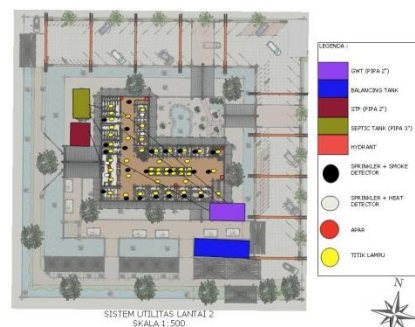 LEGENDA :
GWT (PIPA 2")
BALANCING TANK
STP (PIPA 2")
SEPTIC TANK (PIPA 3")
HYDRANT
SPRINKLER + SMOKE
DETECTOR
SPRINKLER + HEAT
DETECTOR
APAR
TITIK LAMPU
SISTEM UTILITAS LANTAI 2
SKALA 1:500